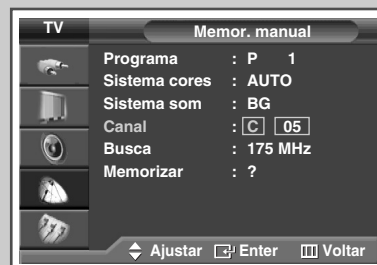 TV
Memor. manual
Programa : P 1
Sistema cores : AUTO
Sistema som : BG
Canal : C 05
Busca : 175 MHz
Memorizar : ?
Ajustar Enter Voltar